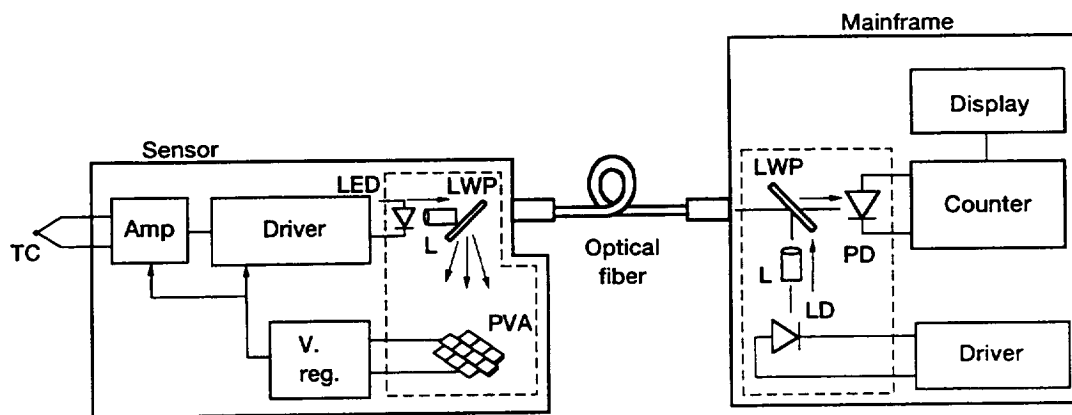 Mainframe
Display
Sensor
LED
LWP
LWP
Amp
Driver
Counter
TC
L
Optical
fiber
PD
L
LD
PVA
V.
reg.
Driver